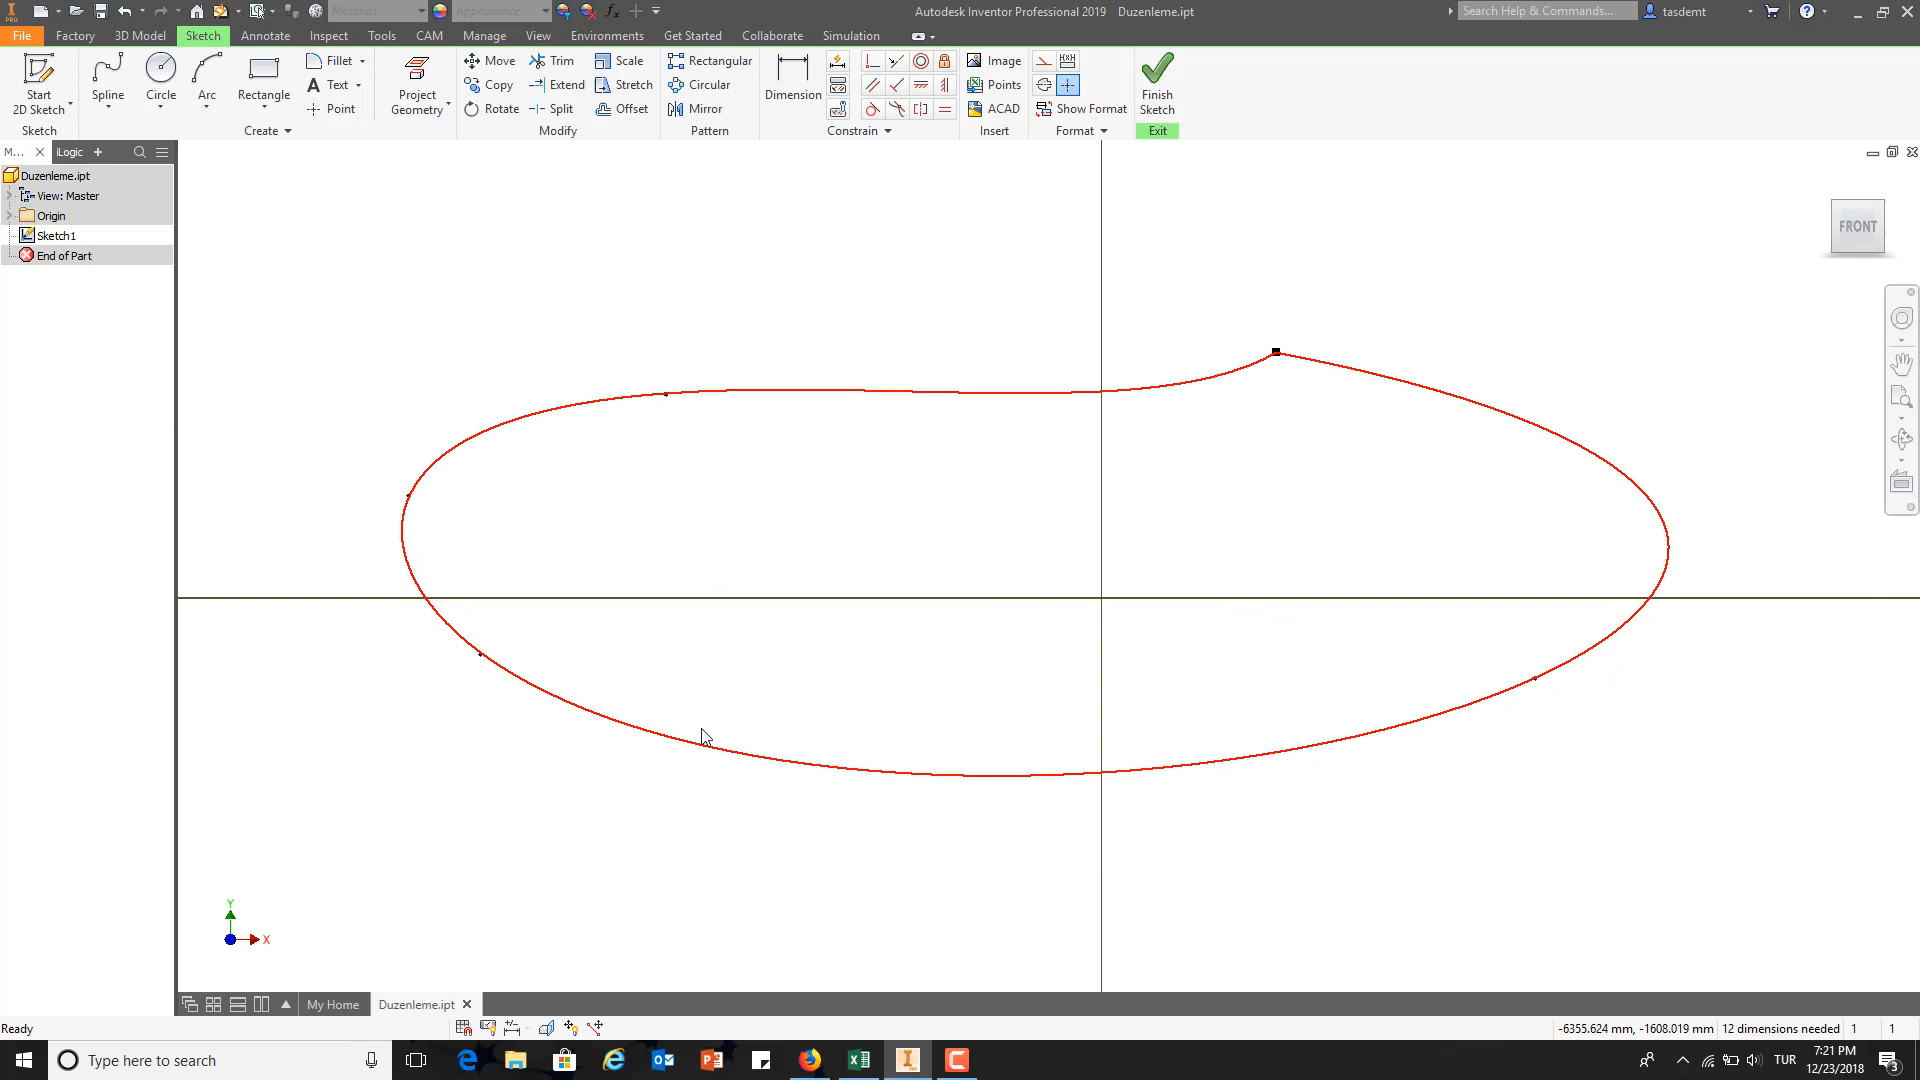 Material
Appearance
Autodesk Inventor Professional 2019 Duzenleme.ipt
Search Help & Commands...
tasdemt
PRO
File Factory 3D Model Sketch Annotate Inspect Tools CAM Manage View Environments Get Started Collaborate Simulation
Start 2D Sketch
Spline
Circle
Arc
Rectangle
Fillet
Text
Point
Project Geometry
Move
Copy
Rotate
Trim
Extend
Split
Scale
Stretch
Offset
Rectangular
Circular
Mirror
Dimension
Image
Points
ACAD
Show Format
Finish Sketch
Sketch Create Modify Pattern Constrain Insert Format Exit
M... iLogic
Duzenleme.ipt
View: Master
Origin
Sketch1
End of Part
FRONT
Y
X
My Home Duzenleme.ipt
Ready
-6355.624 mm, -1608.019 mm 12 dimensions needed 1 1
Type here to search
TUR
7:21 PM
12/23/2018
3